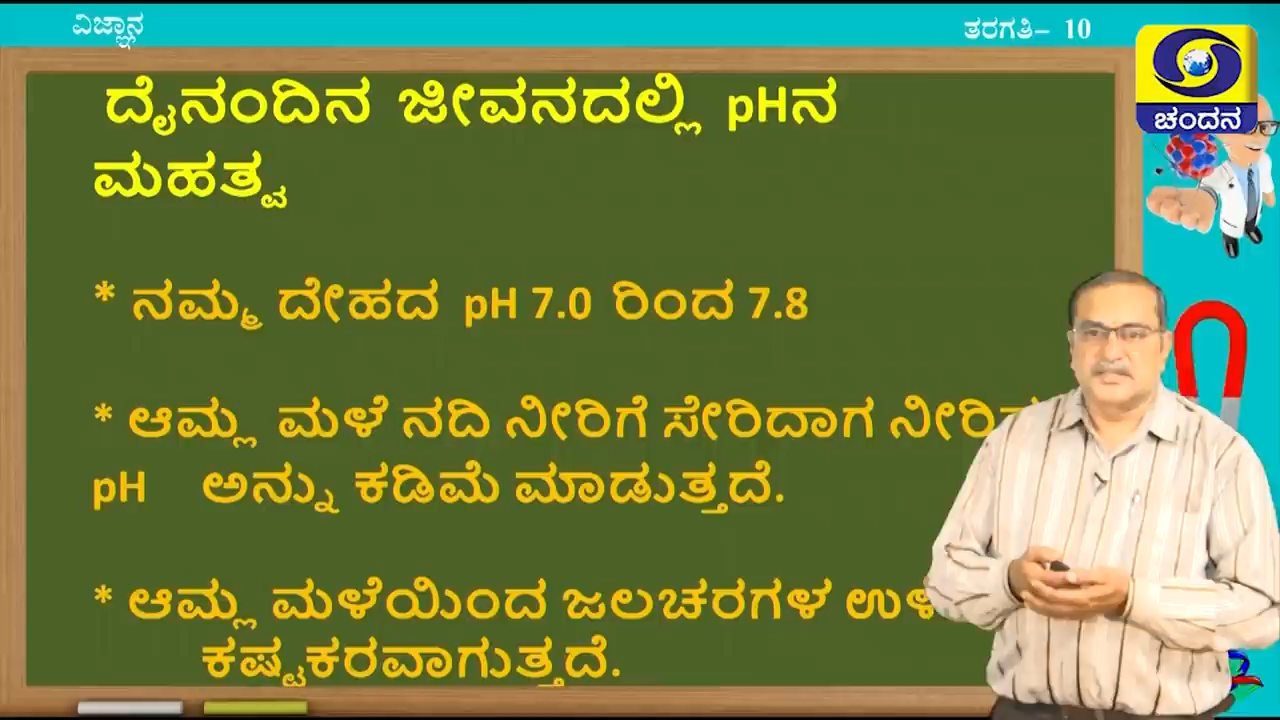 ವಿಜ್ಞಾನ
ತರಗತಿ– 10
ಚಂದನ
ದೈನಂದಿನ ಜೀವನದಲ್ಲಿ pHನ
ಮಹತ್ವ
* ನಮ್ಮ ದೇಹದ pH 7.0 ರಿಂದ 7.8
* ಆಮ್ಲ ಮಳೆ ನದಿ ನೀರಿಗೆ ಸೇರಿದಾಗ
pH ಅನ್ನು ಕಡಿಮೆ ಮಾಡುತ್ತದೆ.
* ಆಮ್ಲ ಮಳೆಯಿಂದ ಜಲಚರಗಳ
ಕಷ್ಟಕರವಾಗುತ್ತದೆ.